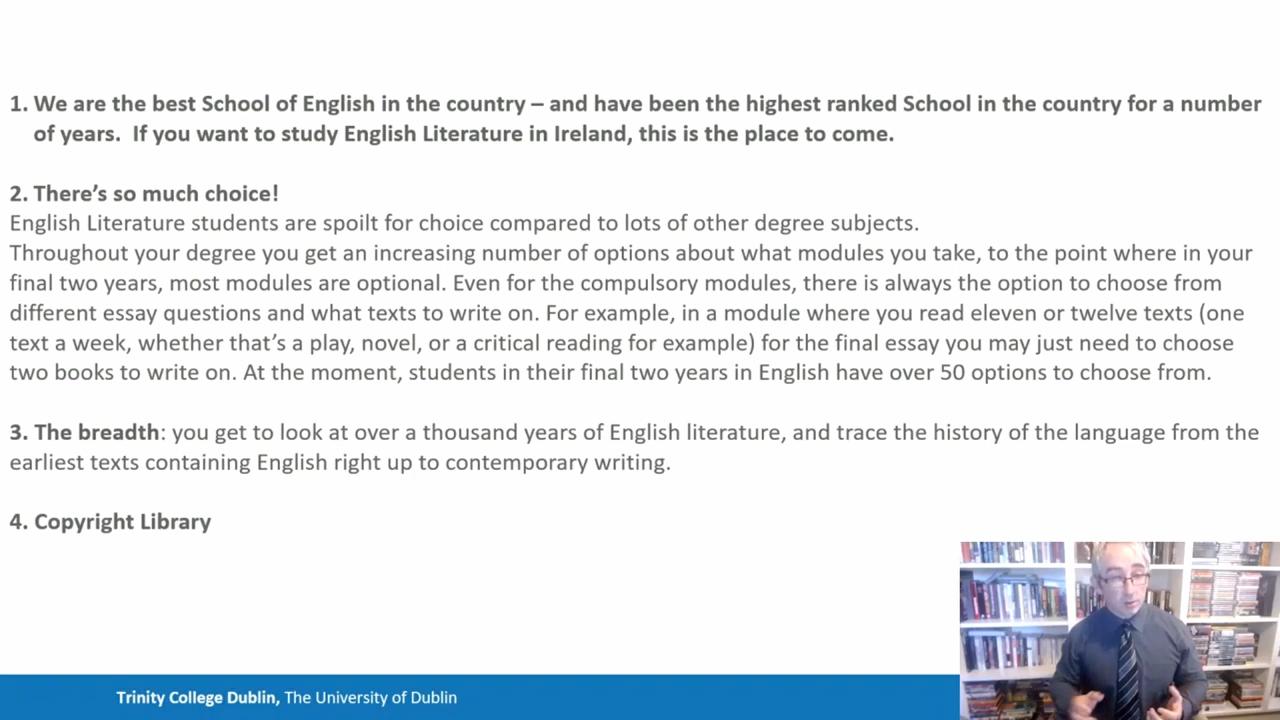 1. We are the best School of English in the country – and have been the highest ranked School in the country for a number
of years.  If you want to study English Literature in Ireland, this is the place to come.
2. There’s so much choice!
English Literature students are spoilt for choice compared to lots of other degree subjects.
Throughout your degree you get an increasing number of options about what modules you take, to the point where in your
final two years, most modules are optional. Even for the compulsory modules, there is always the option to choose from
different essay questions and what texts to write on. For example, in a module where you read eleven or twelve texts (one
text a week, whether that’s a play, novel, or a critical reading for example) for the final essay you may just need to choose
two books to write on. At the moment, students in their final two years in English have over 50 options to choose from.
3. The breadth: you get to look at over a thousand years of English literature, and trace the history of the language from the
earliest texts containing English right up to contemporary writing.
4. Copyright Library
Trinity College Dublin, The University of Dublin